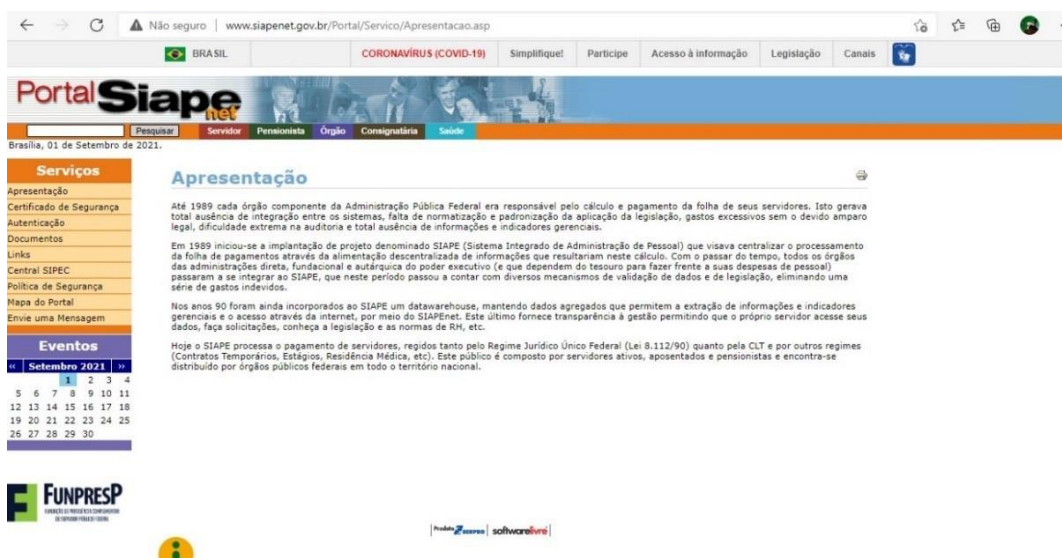 Não seguro | www.siapenet.gov.br/Portal/Servico/Apresentacao.asp
BRASIL CORONAVÍRUS (COVID-19) Simplifique! Participe Acesso à informação Legislação Canais
Portal Siape
net
Pesquisar Servidor Pensionista Órgão Consignatária Saúde
Brasília, 01 de Setembro de 2021.
Serviços
Apresentação
Certificado de Segurança
Autenticação
Documentos
Links
Central SIPEC
Política de Segurança
Mapa do Portal
Envie uma Mensagem
Eventos
« Setembro 2021 »
1 2 3 4
5 6 7 8 9 10 11
12 13 14 15 16 17 18
19 20 21 22 23 24 25
26 27 28 29 30
FUNPRESP
Apresentação
Até 1989 cada órgão componente da Administração Pública Federal era responsável pelo cálculo e pagamento da folha de seus servidores. Isto gerava
total ausência de integração entre os sistemas, falta de normatização e padronização da aplicação da legislação, gastos excessivos sem o devido amparo
legal, dificuldade extrema na auditoria e total ausência de informações e indicadores gerenciais.
Em 1989 iniciou-se a implantação de projeto denominado SIAPE (Sistema Integrado de Administração de Pessoal) que visava centralizar o processamento
da folha de pagamentos através da alimentação descentralizada de informações que resultariam neste cálculo. Com o passar do tempo, todos os órgãos
das administrações direta, fundacional e autárquica do poder executivo (e que dependem do tesouro para fazer frente a suas despesas de pessoal)
passaram a se integrar ao SIAPE, que neste período passou a contar com diversos mecanismos de validação de dados e de legislação, eliminando uma
série de gastos indevidos.
Nos anos 90 foram ainda incorporados ao SIAPE um datawarehouse, mantendo dados agregados que permitem a extração de informações e indicadores
gerenciais e o acesso através da internet, por meio do SIAPEnet. Este último fornece transparência à gestão permitindo que o próprio servidor acesse seus
dados, faça solicitações, conheça a legislação e as normas de RH, etc.
Hoje o SIAPE processa o pagamento de servidores, regidos tanto pelo Regime Jurídico Único Federal (Lei 8.112/90) quanto pela CLT e por outros regimes
(Contratos Temporários, Estágios, Residência Médica, etc). Este público é composto por servidores ativos, aposentados e pensionistas e encontra-se
distribuído por órgãos públicos federais em todo o território nacional.
Produto SERPRO software livre